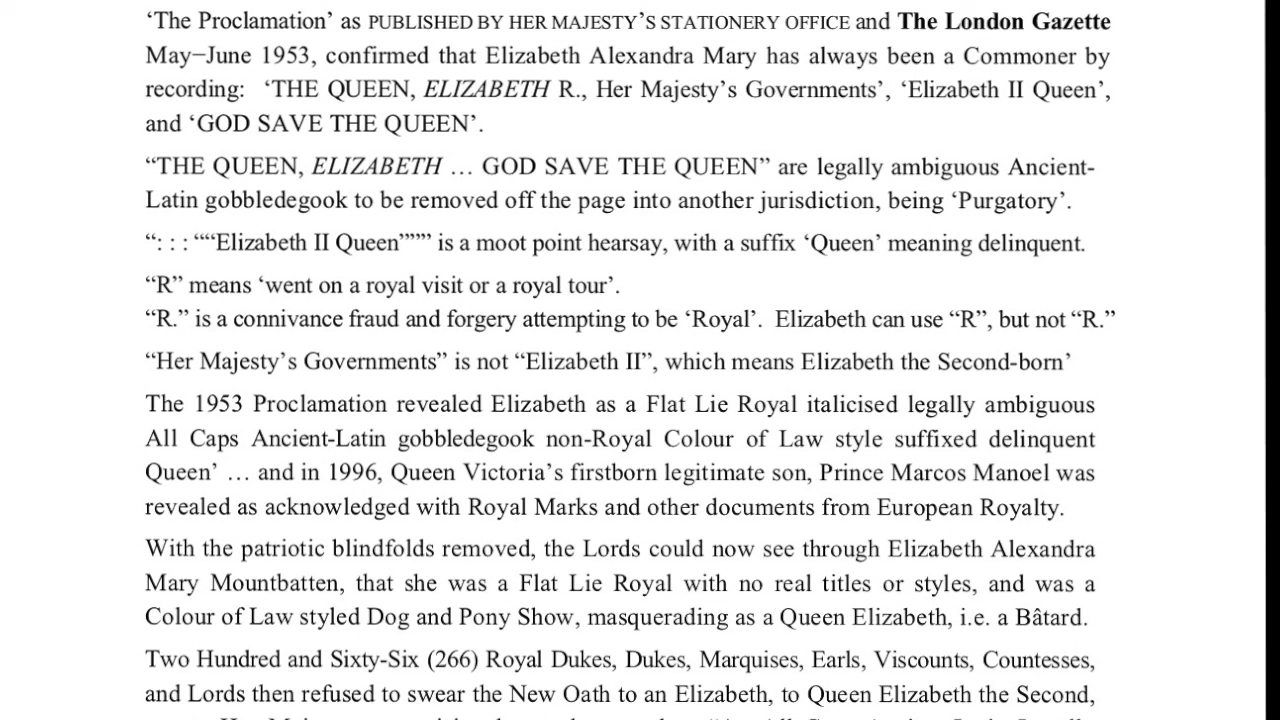 ‘The Proclamation’ as PUBLISHED BY HER MAJESTY’S STATIONERY OFFICE and The London Gazette
May–June 1953, confirmed that Elizabeth Alexandra Mary has always been a Commoner by
recording: ‘THE QUEEN, ELIZABETH R., Her Majesty’s Governments’, ‘Elizabeth II Queen’,
and ‘GOD SAVE THE QUEEN’.
“THE QUEEN, ELIZABETH … GOD SAVE THE QUEEN” are legally ambiguous Ancient-
Latin gobbledegook to be removed off the page into another jurisdiction, being ‘Purgatory’.
“: : : ““Elizabeth II Queen””” is a moot point hearsay, with a suffix ‘Queen’ meaning delinquent.
“R” means ‘went on a royal visit or a royal tour’.
“R.” is a connivance fraud and forgery attempting to be ‘Royal’. Elizabeth can use “R”, but not “R.”
“Her Majesty’s Governments” is not “Elizabeth II”, which means Elizabeth the Second-born’
The 1953 Proclamation revealed Elizabeth as a Flat Lie Royal italicised legally ambiguous
All Caps Ancient-Latin gobbledegook non-Royal Colour of Law style suffixed delinquent
Queen’ … and in 1996, Queen Victoria’s firstborn legitimate son, Prince Marcos Manoel was
revealed as acknowledged with Royal Marks and other documents from European Royalty.
With the patriotic blindfolds removed, the Lords could now see through Elizabeth Alexandra
Mary Mountbatten, that she was a Flat Lie Royal with no real titles or styles, and was a
Colour of Law styled Dog and Pony Show, masquerading as a Queen Elizabeth, i.e. a Bâtard.
Two Hundred and Sixty-Six (266) Royal Dukes, Dukes, Marquises, Earls, Viscounts, Countesses,
and Lords then refused to swear the New Oath to an Elizabeth, to Queen Elizabeth the Second,